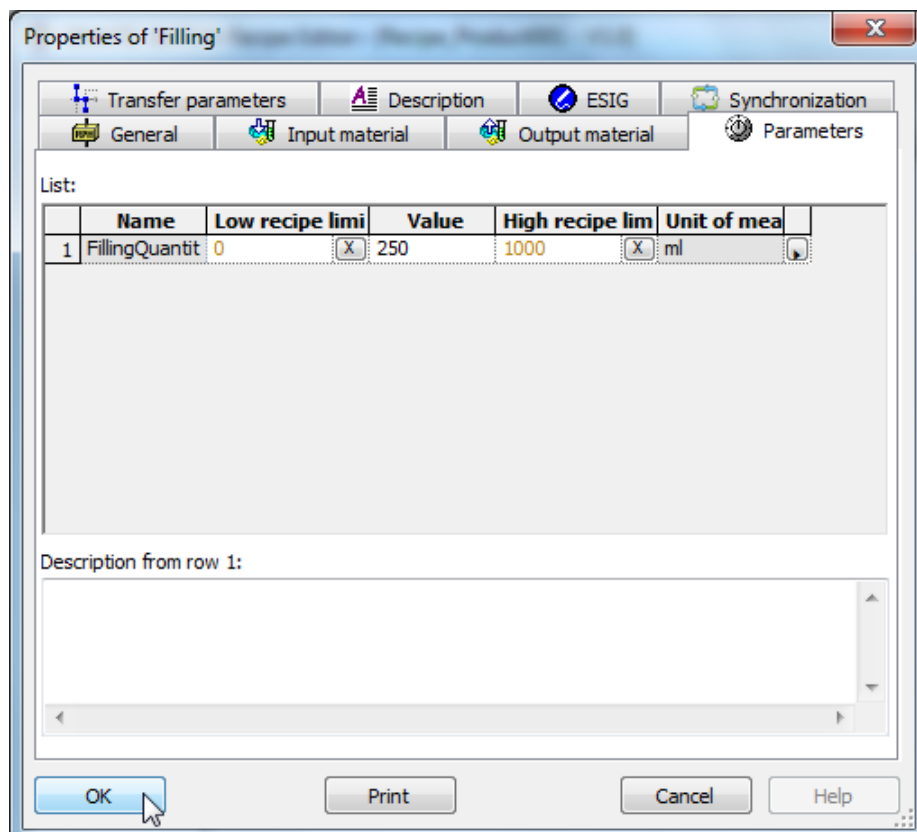 Properties of 'Filling'
Transfer parameters Description ESIG Synchronization
General Input material Output material Parameters
List:
Name Low recipe limi Value High recipe lim Unit of mea
1 FillingQuantit 0 X 250 1000 X ml
Description from row 1:
OK Print Cancel Help